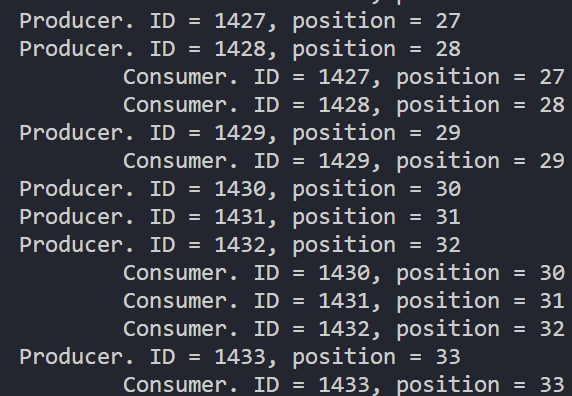 Producer. ID = 1427, position = 27
Producer. ID = 1428, position = 28
Consumer. ID = 1427, position = 27
Consumer. ID = 1428, position = 28
Producer. ID = 1429, position = 29
Consumer. ID = 1429, position = 29
Producer. ID = 1430, position = 30
Producer. ID = 1431, position = 31
Producer. ID = 1432, position = 32
Consumer. ID = 1430, position = 30
Consumer. ID = 1431, position = 31
Consumer. ID = 1432, position = 32
Producer. ID = 1433, position = 33
Consumer. ID = 1433, position = 33